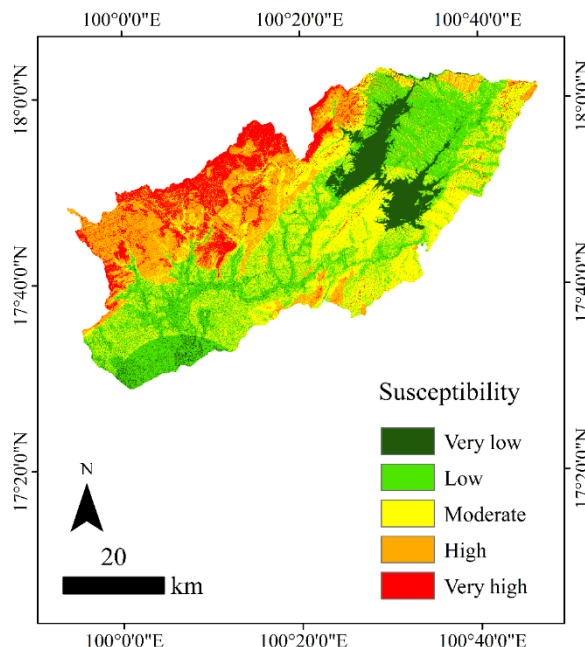 100°0'0"E 100°20'0"E 100°40'0"E
18°0'0"N 18°0'0"N
17°40'0"N 17°40'0"N
Susceptibility
Very low
Low
Moderate
High
Very high
17°20'0"N 17°20'0"N
N
20
km
100°0'0"E 100°20'0"E 100°40'0"E